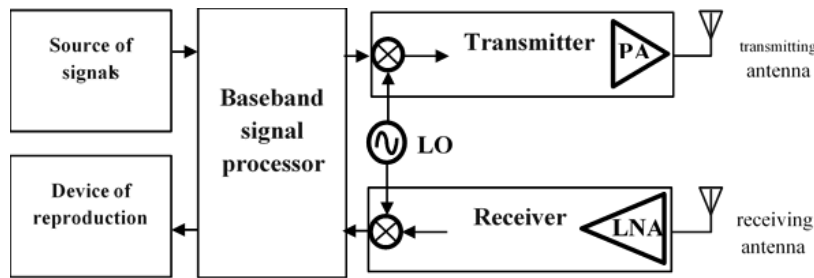 Source of
signals
Baseband
signal
processor
Transmitter
PA
transmitting
antenna
LO
Device of
reproduction
Receiver
LNA
receiving
antenna